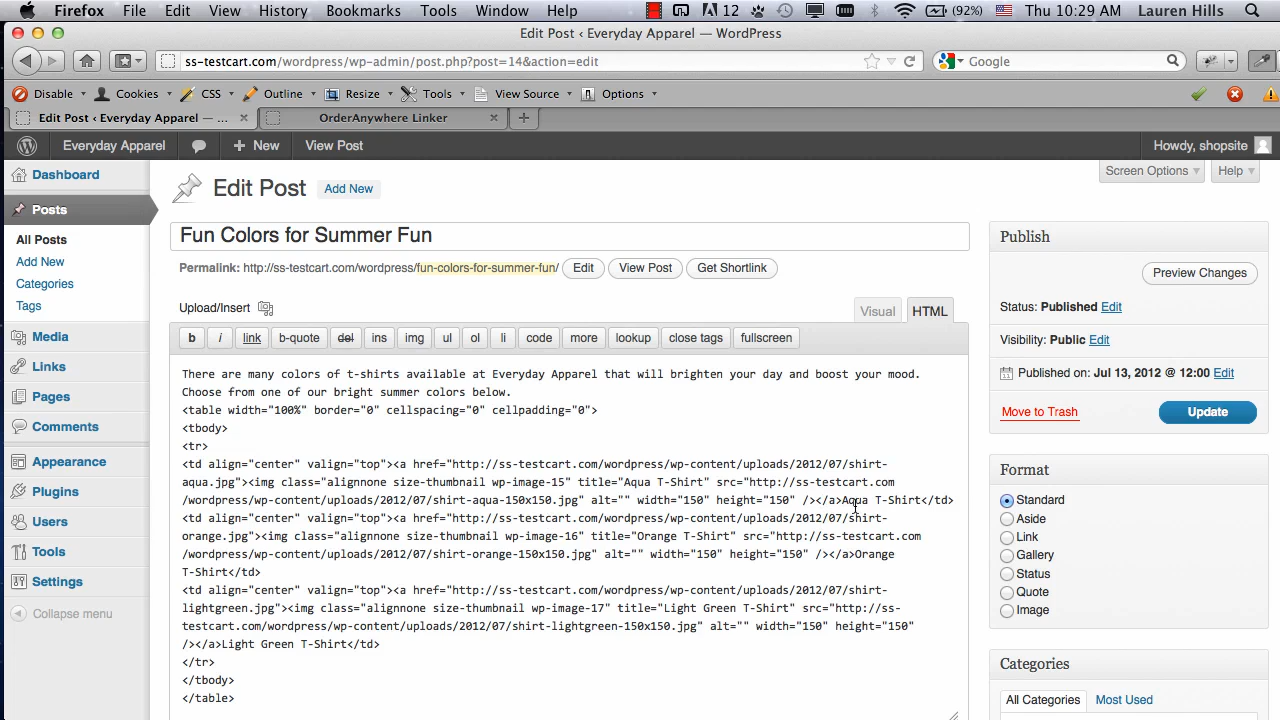 Firefox File Edit View History Bookmarks Tools Window Help 12 (92%) Thu 10:29 AM Lauren Hills
Edit Post ‹ Everyday Apparel — WordPress
ss-testcart.com/wordpress/wp-admin/post.php?post=14&action=edit Google
Disable Cookies CSS Outline Resize Tools View Source Options
Edit Post ‹ Everyday Apparel — ... OrderAnywhere Linker
Everyday Apparel + New View Post Howdy, shopsite
Dashboard
Posts
All Posts
Add New
Categories
Tags
Media
Links
Pages
Comments
Appearance
Plugins
Users
Tools
Settings
Collapse menu
Screen Options Help
Edit Post Add New
Fun Colors for Summer Fun
Permalink: http://ss-testcart.com/wordpress/fun-colors-for-summer-fun/ Edit View Post Get Shortlink
Upload/Insert Visual HTML
b i link b-quote del ins img ul ol li code more lookup close tags fullscreen
There are many colors of t-shirts available at Everyday Apparel that will brighten your day and boost your mood.
Choose from one of our bright summer colors below.
<table width="100%" border="0" cellspacing="0" cellpadding="0">
<tbody>
<tr>
<td align="center" valign="top"><a href="http://ss-testcart.com/wordpress/wp-content/uploads/2012/07/shirt-
aqua.jpg"><img class="alignnone size-thumbnail wp-image-15" title="Aqua T-Shirt" src="http://ss-testcart.com
/wordpress/wp-content/uploads/2012/07/shirt-aqua-150x150.jpg" alt="" width="150" height="150" /></a>Aqua T-Shirt</td>
<td align="center" valign="top"><a href="http://ss-testcart.com/wordpress/wp-content/uploads/2012/07/shirt-
orange.jpg"><img class="alignnone size-thumbnail wp-image-16" title="Orange T-Shirt" src="http://ss-testcart.com
/wordpress/wp-content/uploads/2012/07/shirt-orange-150x150.jpg" alt="" width="150" height="150" /></a>Orange
T-Shirt</td>
<td align="center" valign="top"><a href="http://ss-testcart.com/wordpress/wp-content/uploads/2012/07/shirt-
lightgreen.jpg"><img class="alignnone size-thumbnail wp-image-17" title="Light Green T-Shirt" src="http://ss-
testcart.com/wordpress/wp-content/uploads/2012/07/shirt-lightgreen-150x150.jpg" alt="" width="150" height="150"
/></a>Light Green T-Shirt</td>
</tr>
</tbody>
</table>
Publish
Preview Changes
Status: Published Edit
Visibility: Public Edit
Published on: Jul 13, 2012 @ 12:00 Edit
Move to Trash Update
Format
Standard
Aside
Link
Gallery
Status
Quote
Image
Categories
All Categories Most Used